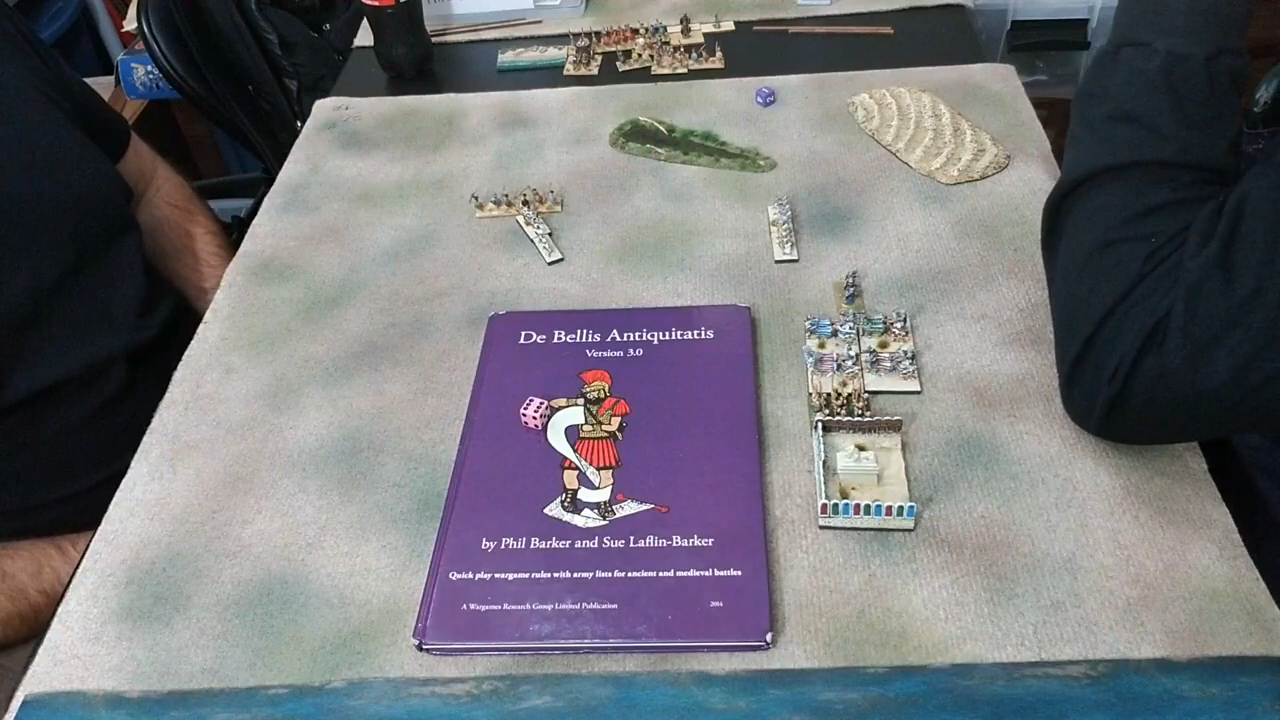 De Bellis Antiquitatis
Version 3.0
by Phil Barker and Sue Laflin-Barker
Quick play wargame rules with army lists for ancient and medieval battles
A Wargames Research Group Limited Publication 2014